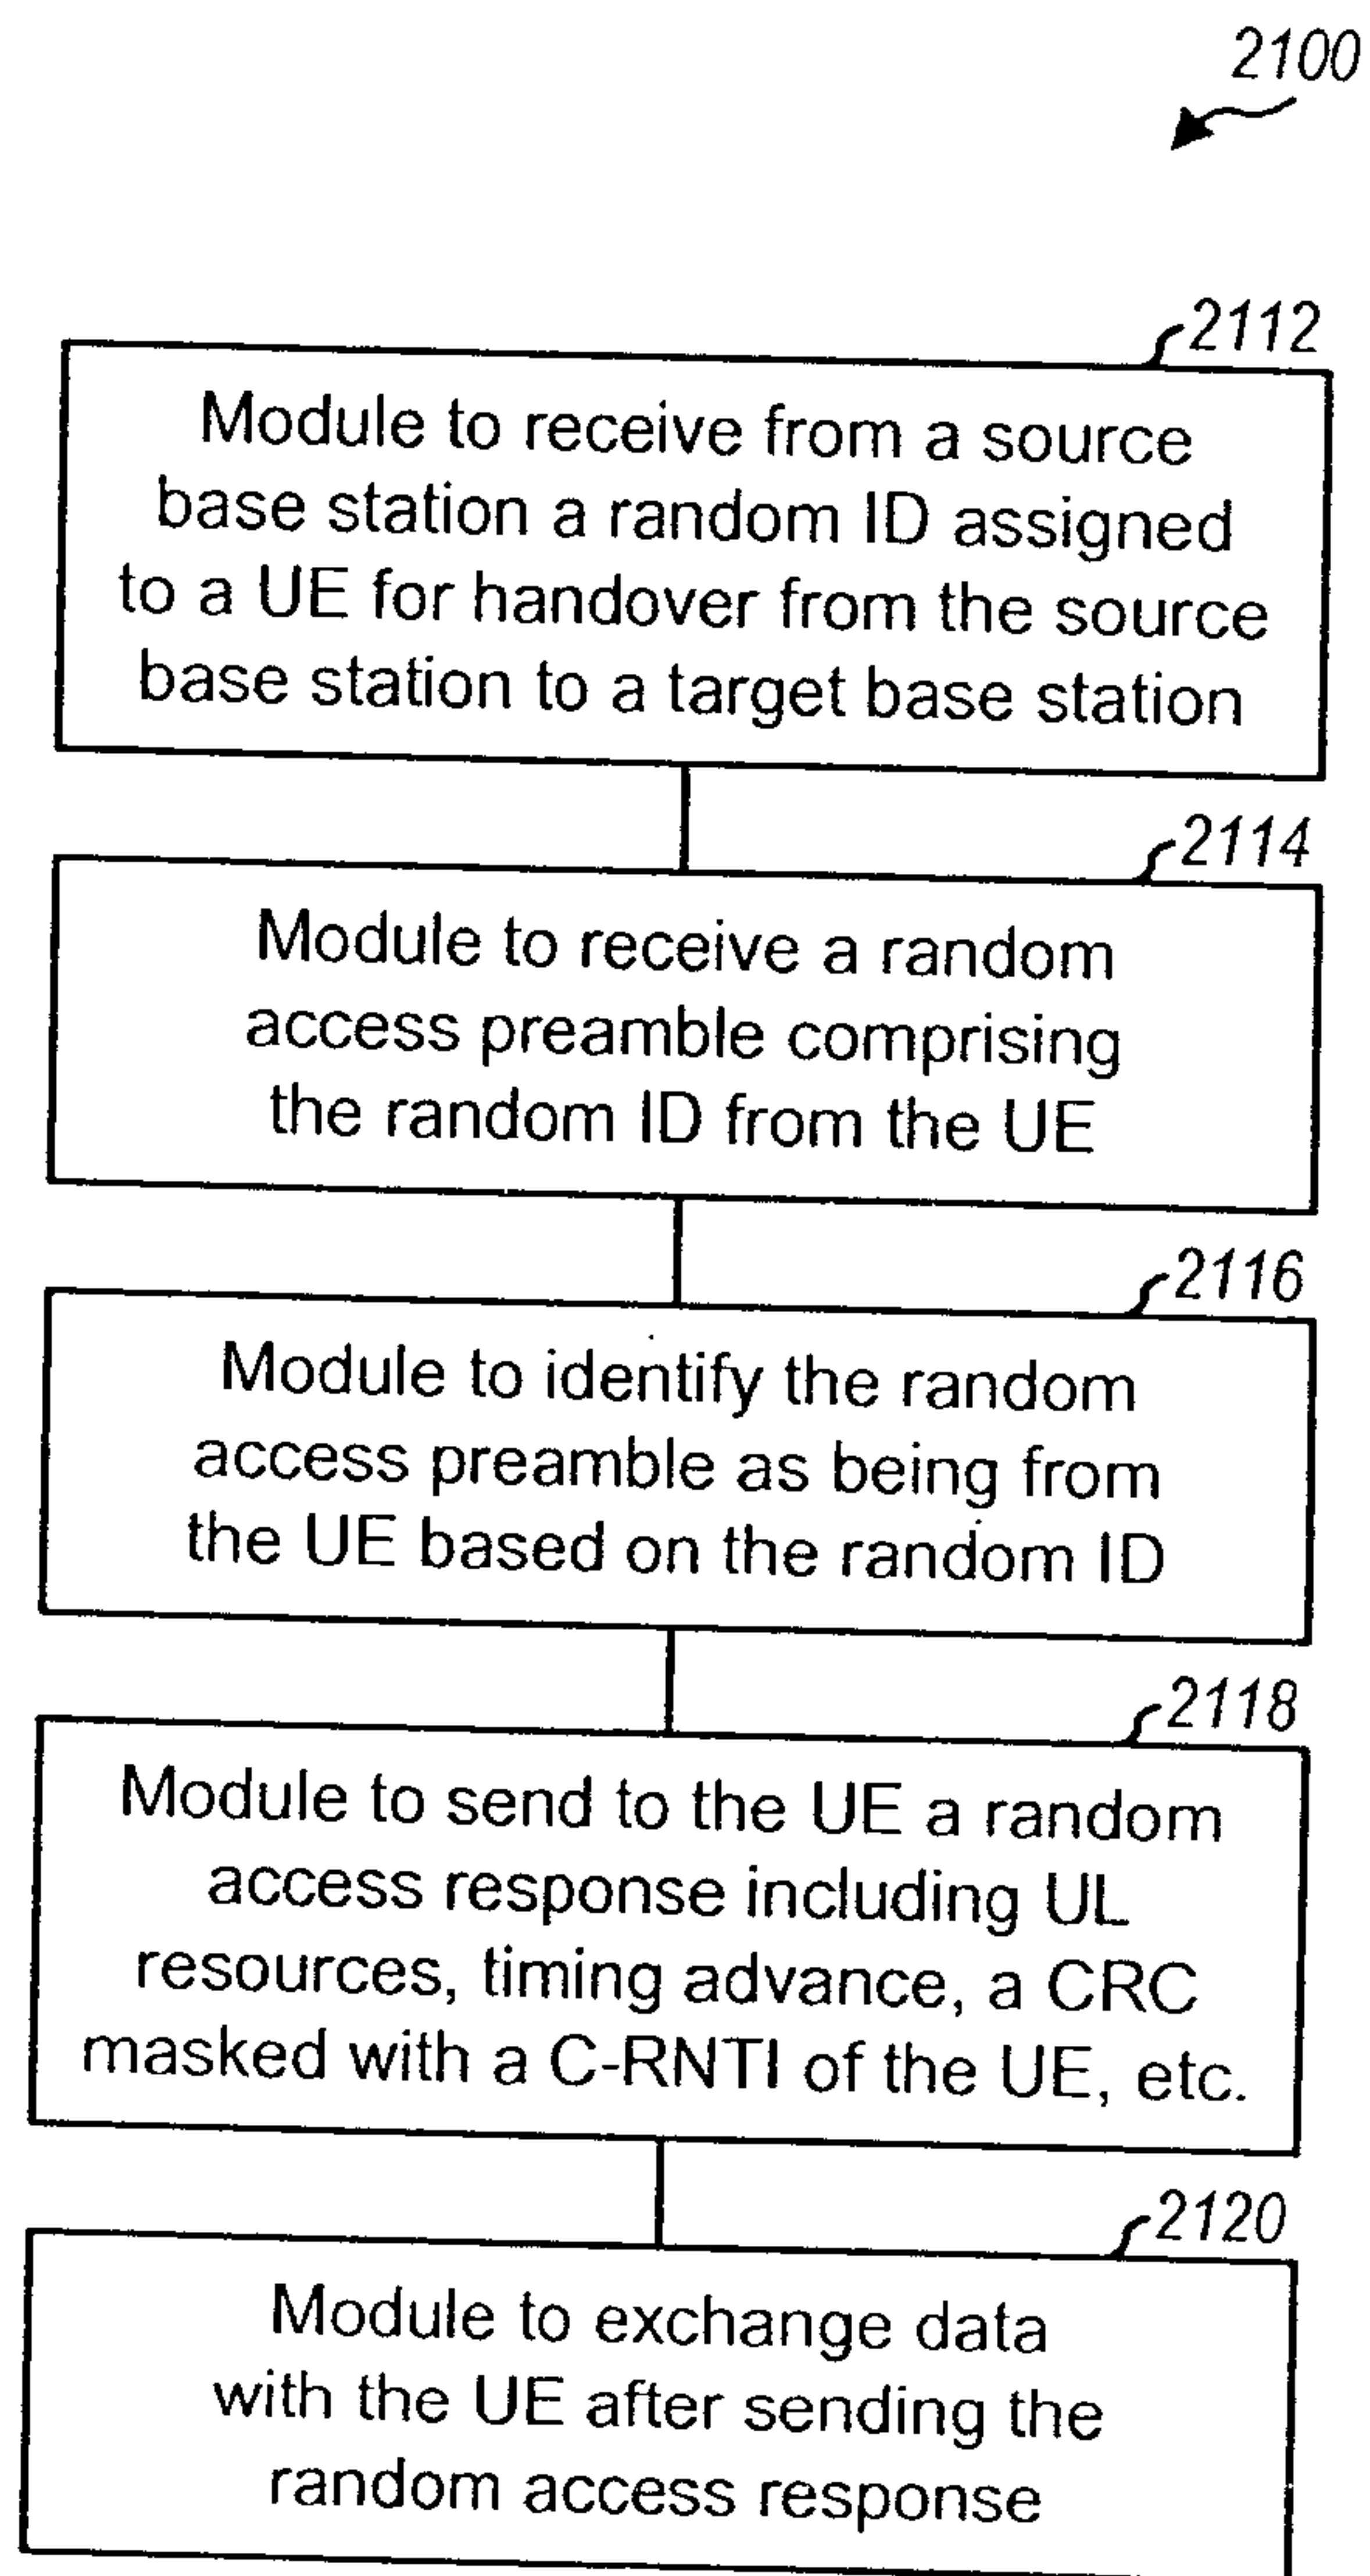 2100
2112
Module to receive from a source
base station a random ID assigned
to a UE for handover from the source
base station to a target base station
2114
Module to receive a random
access preamble comprising
the random ID from the UE
2116
Module to identify the random
access preamble as being from
the UE based on the random ID
2118
Module to send to the UE a random
access response including UL
resources, timing advance, a CRC
masked with a C-RNTI of the UE, etc.
2120
Module to exchange data
with the UE after sending the
random access response